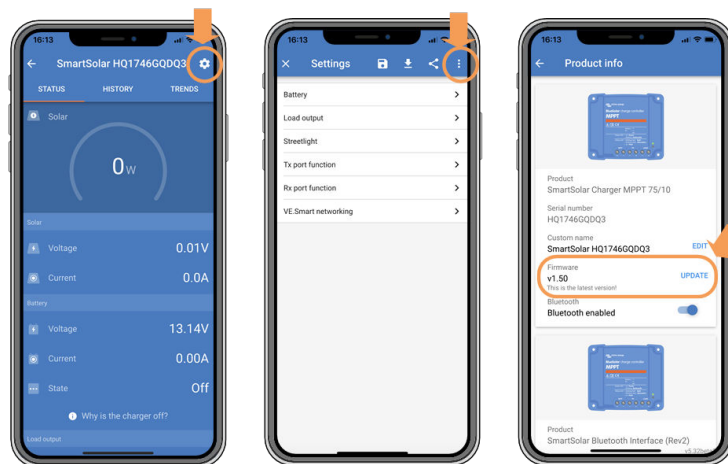 16:13
SmartSolar HQ1746GQDQ3
STATUS HISTORY TRENDS
Solar
0W
Solar
Voltage 0.01V
Current 0.0A
Battery
Voltage 13.14V
Current 0.00A
State Off
Why is the charger off?
Load output
16:13
Settings
Battery
Load output
Streetlight
Tx port function
Rx port function
VE.Smart networking
16:13
Product info
MPPT
Product
SmartSolar Charger MPPT 75/10
Serial number
HQ1746GQDQ3
Custom name
SmartSolar HQ1746GQDQ3 EDIT
Firmware
v1.50 UPDATE
This is the latest version!
Bluetooth
Bluetooth enabled
MPPT
Product
SmartSolar Bluetooth Interface (Rev2)